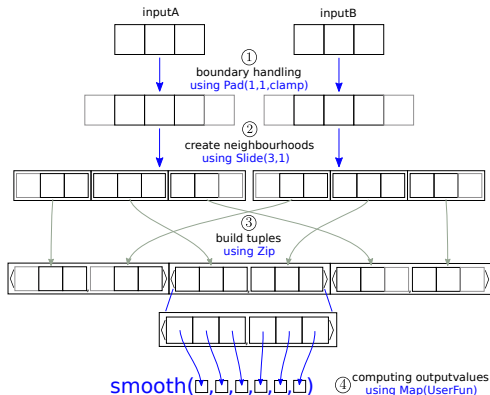 inputA
inputB
1
boundary handling
using Pad(1,1,clamp)
2
create neighbourhoods
using Slide(3,1)
3
build tuples
using Zip
smooth(□,□,□,□,□,□)
4 computing outputvalues
using Map(UserFun)